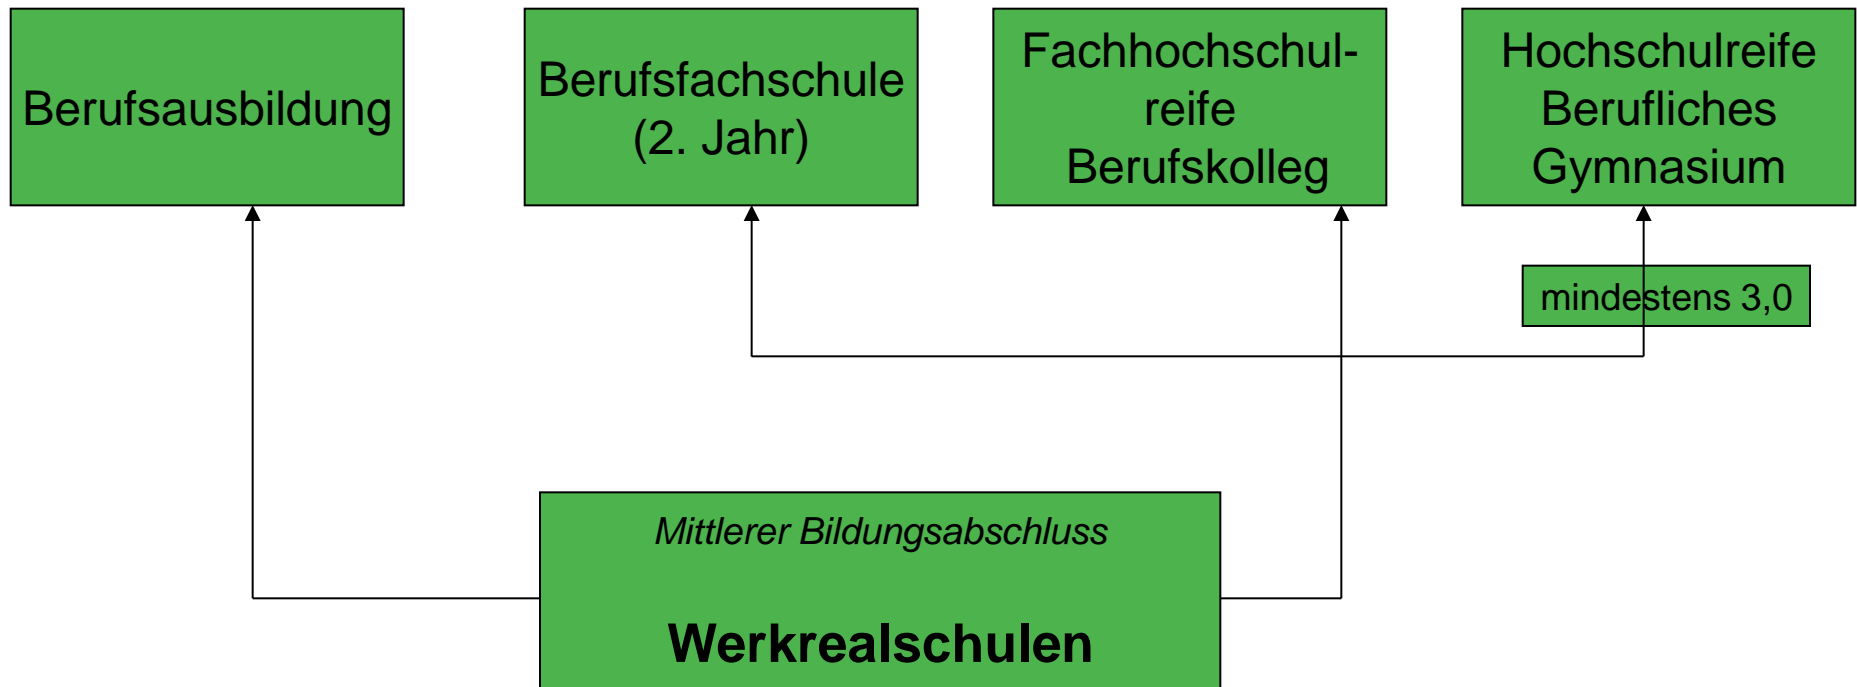 Berufsausbildung
Berufsfachschule
(2. Jahr)
Fachhochschul-
reife
Berufskolleg
Hochschulreife
Berufliches
Gymnasium
mindestens 3,0
Mittlerer Bildungsabschluss
Werkrealschulen